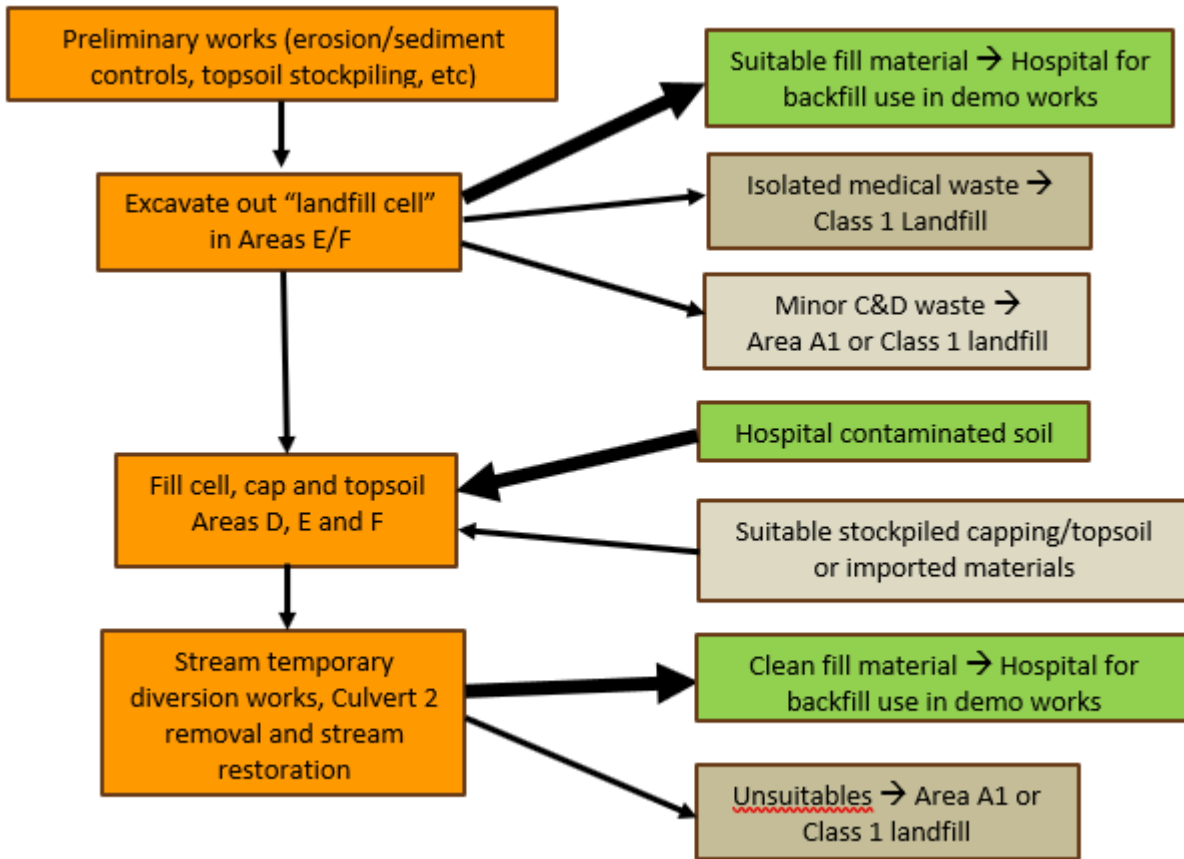 Preliminary works (erosion/sediment
controls, topsoil stockpiling, etc)
Suitable fill material → Hospital for
backfill use in demo works
Excavate out “landfill cell”
in Areas E/F
Isolated medical waste →
Class 1 Landfill
Minor C&D waste →
Area A1 or Class 1 landfill
Hospital contaminated soil
Fill cell, cap and topsoil
Areas D, E and F
Suitable stockpiled capping/topsoil
or imported materials
Stream temporary
diversion works, Culvert 2
removal and stream
restoration
Clean fill material → Hospital for
backfill use in demo works
Unsuitables → Area A1 or
Class 1 landfill